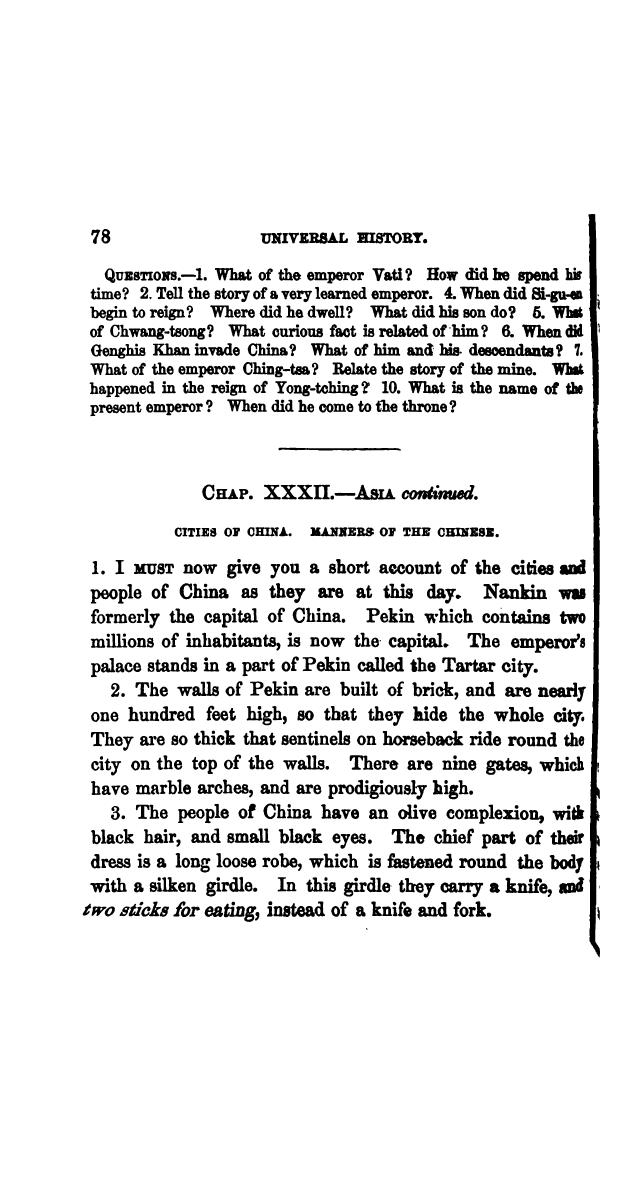 78 UNIVERSAL HISTORY.
QUESTIONS.—1. What of the emperor Vati? How did he spend his
time? 2. Tell the story of a very learned emperor. 4. When did Si-gu-en
begin to reign? Where did he dwell? What did his son do? 5. What
of Chwang-tsong? What curious fact is related of him? 6. When did
Genghis Khan invade China? What of him and his descendants? 7.
What of the emperor Ching-tsa? Relate the story of the mine. What
happened in the reign of Yong-tching? 10. What is the name of the
present emperor? When did he come to the throne?
CHAP. XXXII.—ASIA continued.
CITIES OF CHINA. MANNERS OF THE CHINESE.
1. I MUST now give you a short account of the cities and
people of China as they are at this day. Nankin was
formerly the capital of China. Pekin which contains two
millions of inhabitants, is now the capital. The emperor's
palace stands in a part of Pekin called the Tartar city.
2. The walls of Pekin are built of brick, and are nearly
one hundred feet high, so that they hide the whole city.
They are so thick that sentinels on horseback ride round the
city on the top of the walls. There are nine gates, which
have marble arches, and are prodigiously high.
3. The people of China have an olive complexion, with
black hair, and small black eyes. The chief part of their
dress is a long loose robe, which is fastened round the body
with a silken girdle. In this girdle they carry a knife, and
two sticks for eating, instead of a knife and fork.